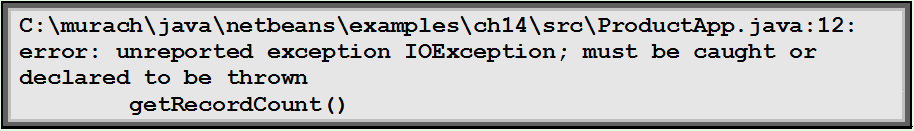 C:\murach\java\netbeans\examples\ch14\src\ProductApp.java:12:
error: unreported exception IOException; must be caught or
declared to be thrown
        getRecordCount()